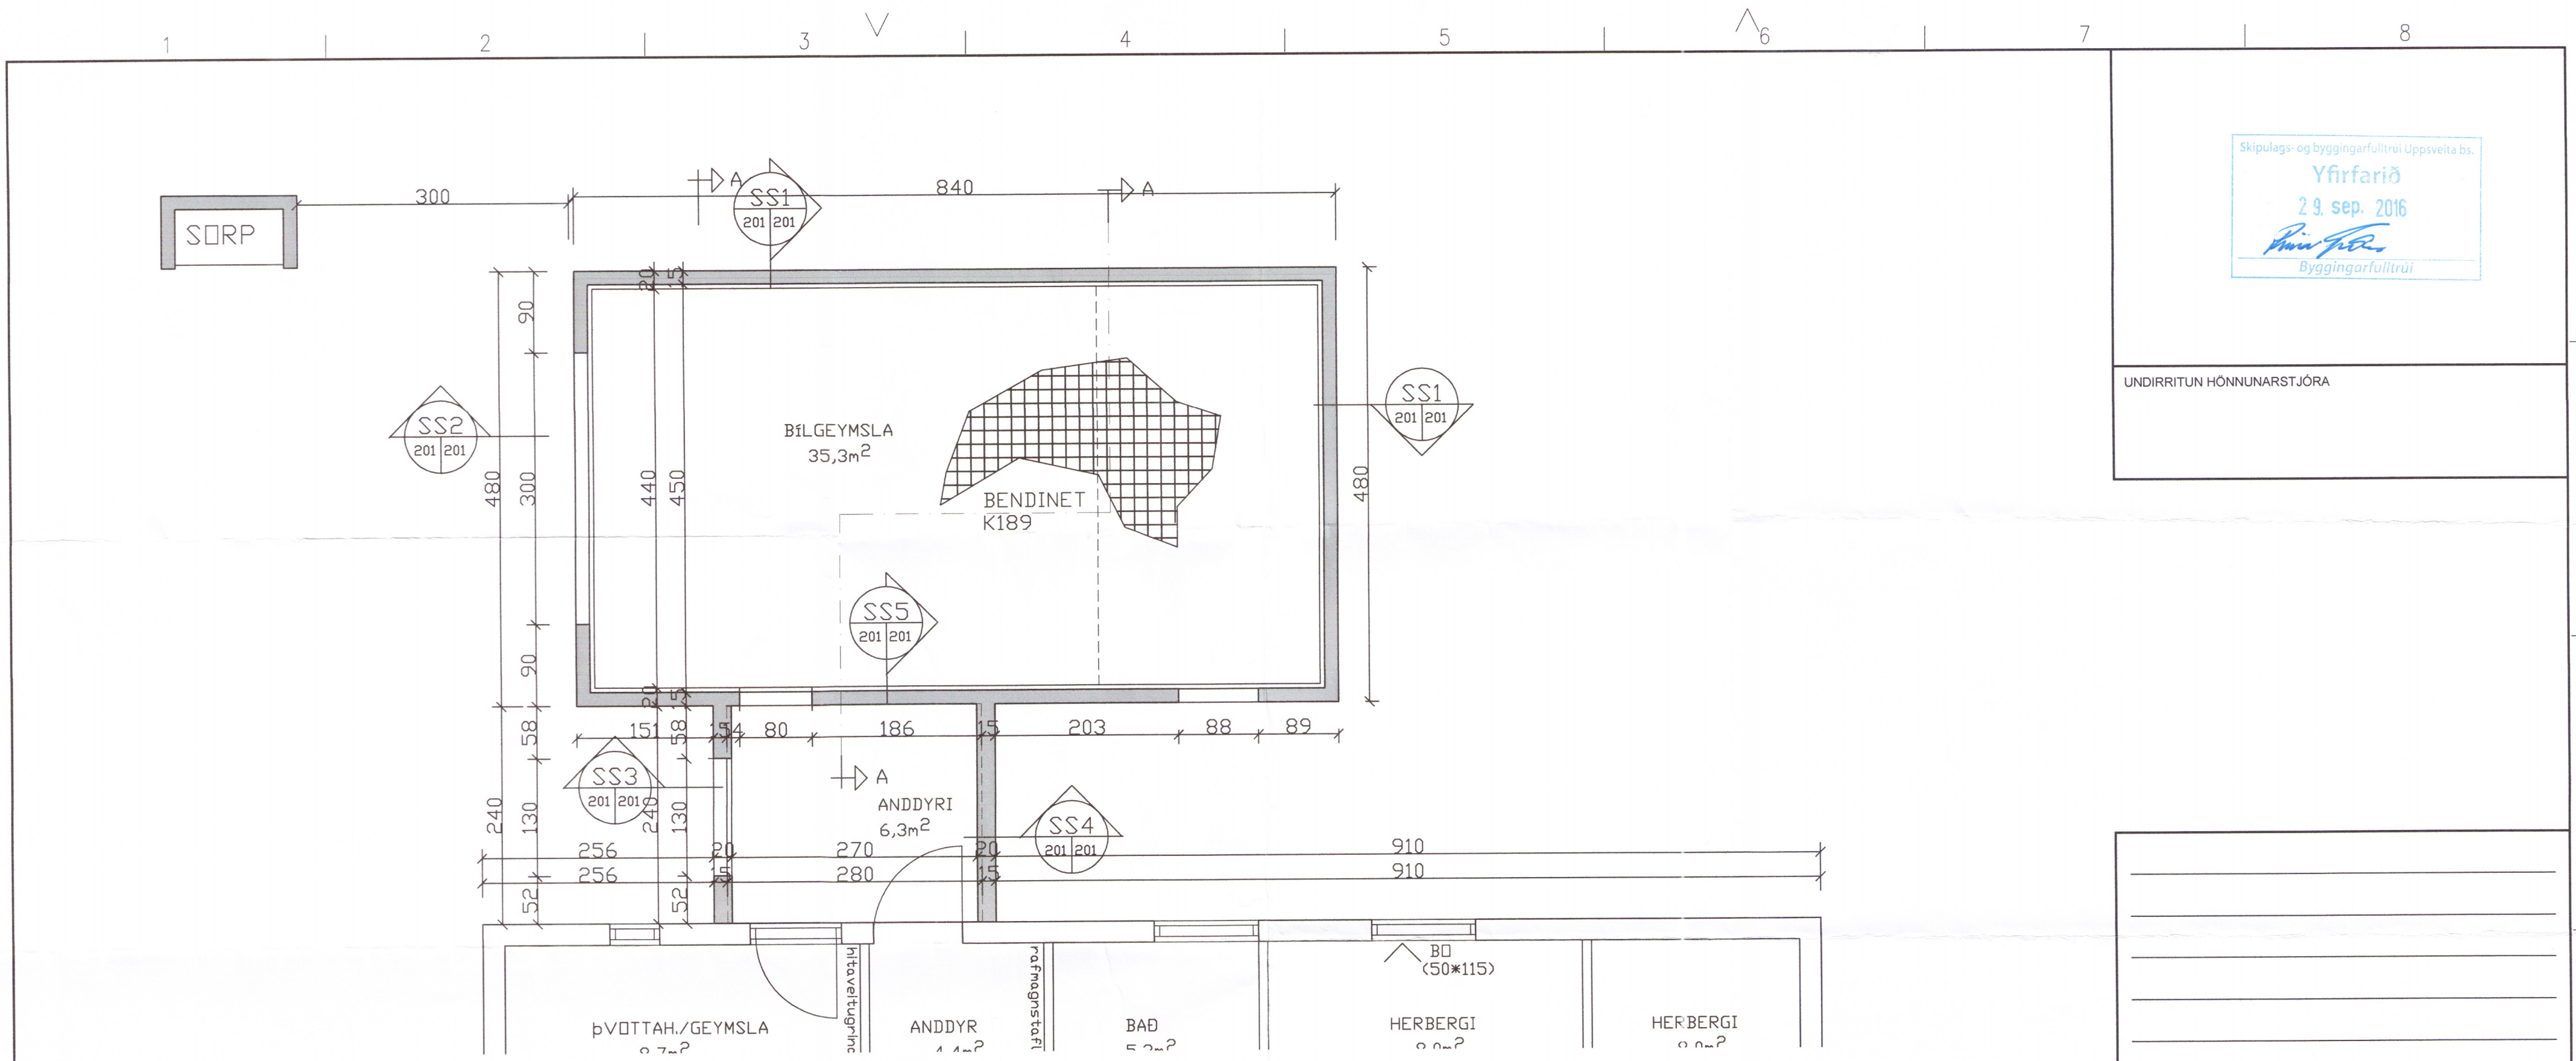 1 2 3 4 5 6 7 8
Skipulags- og byggingarfulltrúi Uppsveita bs.
Yfirfarið
29. sep. 2016
Byggingarfulltrúi
UNDIRRITUN HÖNNUNARSTJÓRA
SORP
300
A
SS1
201 201
840
A
20 15
90
SS2
201 201
480
300
440
450
BÍLGEYMSLA
35,3m²
BENDINET
K189
SS1
201 201
480
SS5
201 201
90
20 15
151 15 4 80 186 15 203 88 89
58
58
SS3
201 201
A
ANDDYRI
6,3m²
SS4
201 201
240
130
240
130
256 20 270 20 910
256 15 280 15 910
52
52
hitaveitugrind
rafmagnstafl
BO
(50*115)
ÞVOTTAH./GEYMSLA
ANDDYR
BAÐ
HERBERGI
HERBERGI